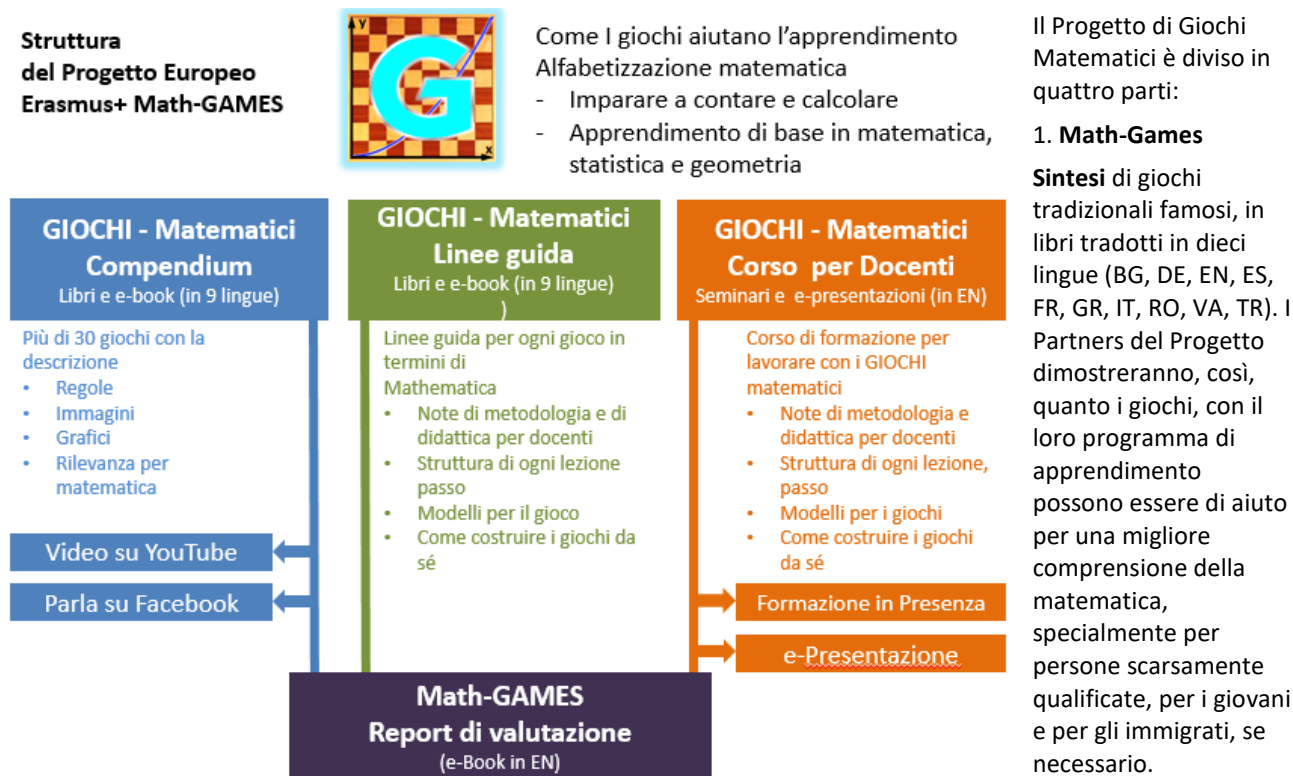 Struttura
del Progetto Europeo
Erasmus+ Math-GAMES
Y
G
X
Come I giochi aiutano l'apprendimento
Alfabetizzazione matematica
- Imparare a contare e calcolare
- Apprendimento di base in matematica,
statistica e geometria
GIOCHI - Matematici
Compendium
Libri e e-book (in 9 lingue)
Più di 30 giochi con la
descrizione
• Regole
• Immagini
• Grafici
• Rilevanza per
matematica
Video su YouTube
Parla su Facebook
GIOCHI - Matematici
Linee guida
Libri e e-book (in 9 lingue)
)
Linee guida per ogni gioco in
termini di
Mathematica
• Note di metodologia e di
didattica per docenti
• Struttura di ogni lezione
passo
• Modelli per il gioco
• Come costruire i giochi da
sé
GIOCHI - Matematici
Corso per Docenti
Seminari e e-presentazioni (in EN)
Corso di formazione per
lavorare con i GIOCHI
matematici
• Note di metodologia e
didattica per docenti
• Struttura di ogni lezione,
passo
• Modelli per i giochi
• Come costruire i giochi
da sé
Formazione in Presenza
e-Presentazione
Math-GAMES
Report di valutazione
(e-Book in EN)
Il Progetto di Giochi
Matematici è diviso in
quattro parti:
1. Math-Games
Sintesi di giochi
tradizionali famosi, in
libri tradotti in dieci
lingue (BG, DE, EN, ES,
FR, GR, IT, RO, VA, TR). I
Partners del Progetto
dimostreranno, così,
quanto i giochi, con il
loro programma di
apprendimento
possono essere di aiuto
per una migliore
comprensione della
matematica,
specialmente per
persone scarsamente
qualificate, per i giovani
e per gli immigrati, se
necessario.